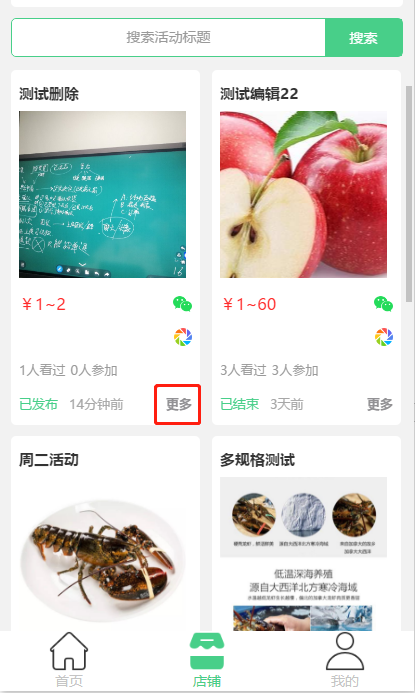 搜索活动标题
搜索
测试删除
测试编辑22
￥1~2
￥1~60
1人看过 0人参加
3人看过 3人参加
已发布 14分钟前 更多
已结束 3天前 更多
周二活动
多规格测试
低温深海养殖
源自大西洋北方寒冷海域
首页
店铺
我的